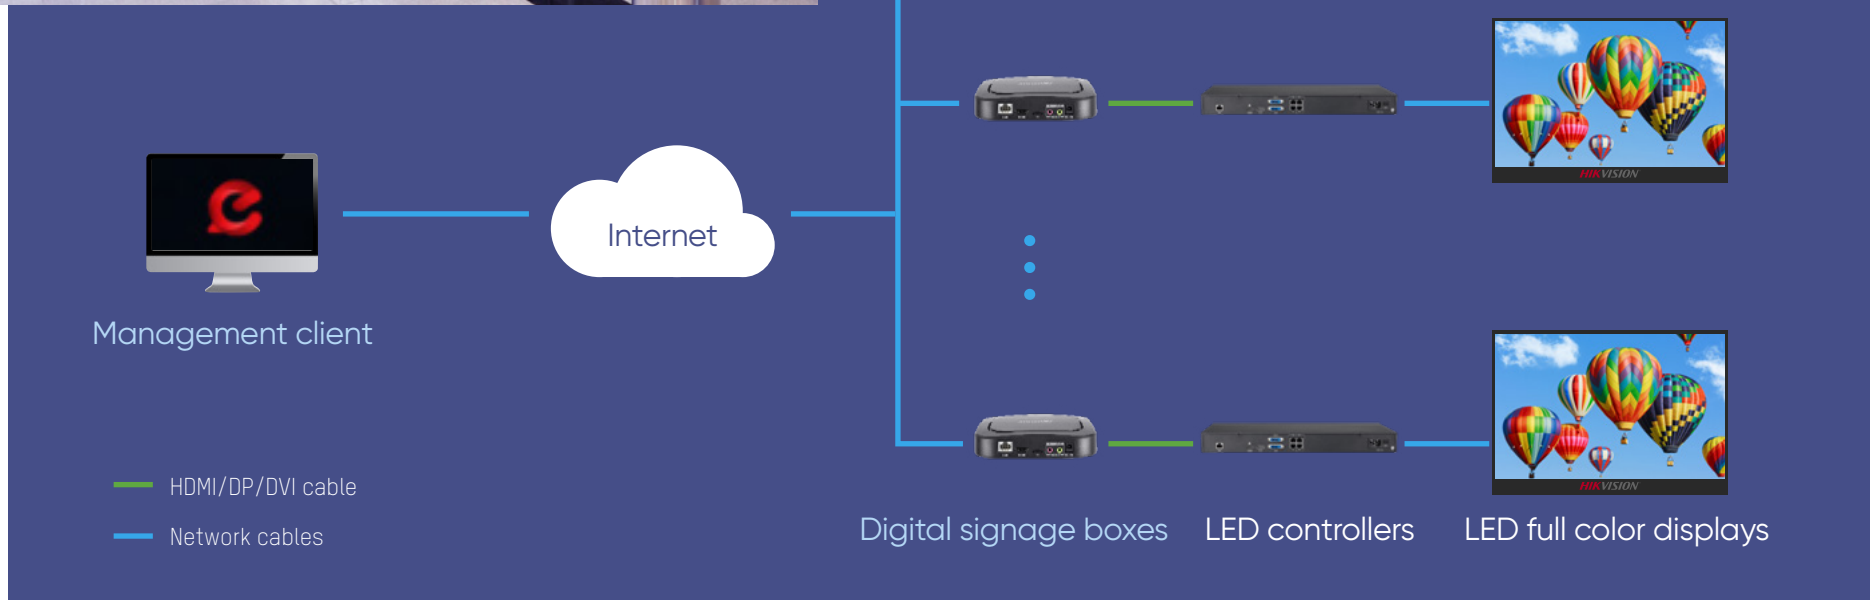 HIKVISION
Internet
Management client
HIKVISION
HDMI/DP/DVI cable
Network cables
Digital signage boxes
LED controllers
LED full color displays